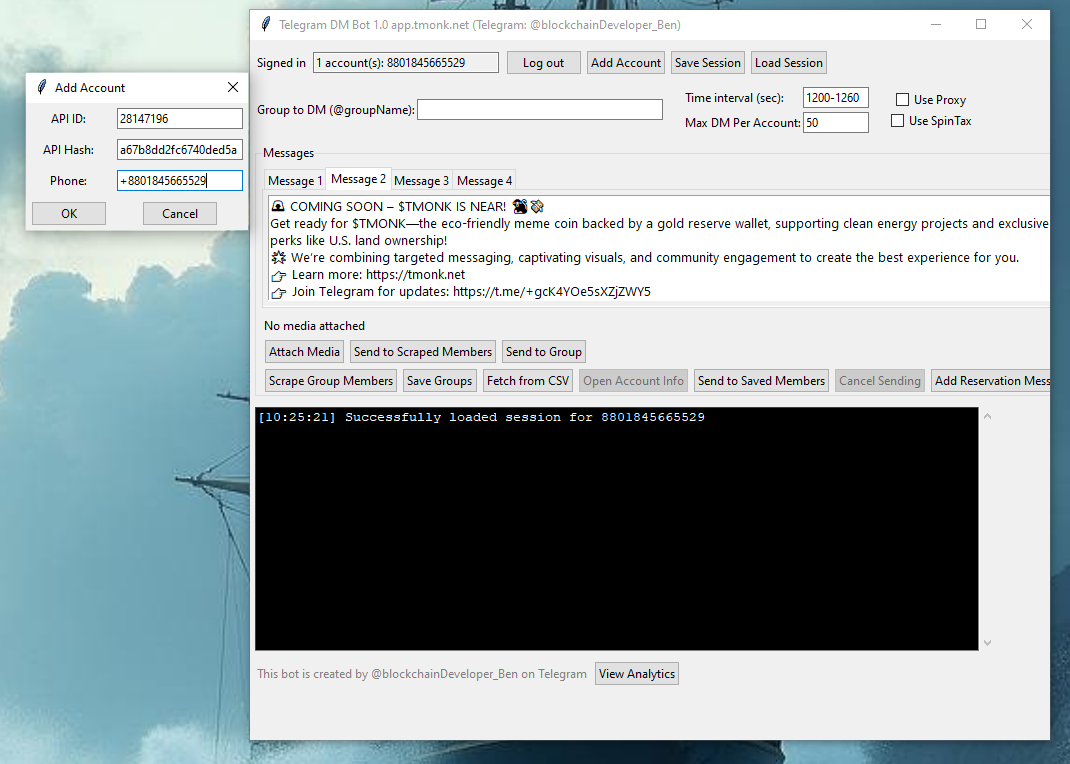 Telegram DM Bot 1.0 app.tmonk.net (Telegram: @blockchainDeveloper_Ben)
Signed in 1 account(s): 8801845665529 Log out Add Account Save Session Load Session
Add Account
API ID: 28147196
API Hash: a67b8dd2fc6740ded5a
Phone: +8801845665529
OK Cancel
Group to DM (@groupName):
Time interval (sec): 1200-1260 Use Proxy
Max DM Per Account: 50 Use SpinTax
Messages
Message 1 Message 2 Message 3 Message 4
COMING SOON – $TMONK IS NEAR!
Get ready for $TMONK—the eco-friendly meme coin backed by a gold reserve wallet, supporting clean energy projects and exclusive
perks like U.S. land ownership!
We're combining targeted messaging, captivating visuals, and community engagement to create the best experience for you.
Learn more: https://tmonk.net
Join Telegram for updates: https://t.me/+gcK4YOe5sXZjZWY5
No media attached
Attach Media Send to Scraped Members Send to Group
Scrape Group Members Save Groups Fetch from CSV Open Account Info Send to Saved Members Cancel Sending Add Reservation Mess
[10:25:21] Successfully loaded session for 8801845665529
This bot is created by @blockchainDeveloper_Ben on Telegram View Analytics